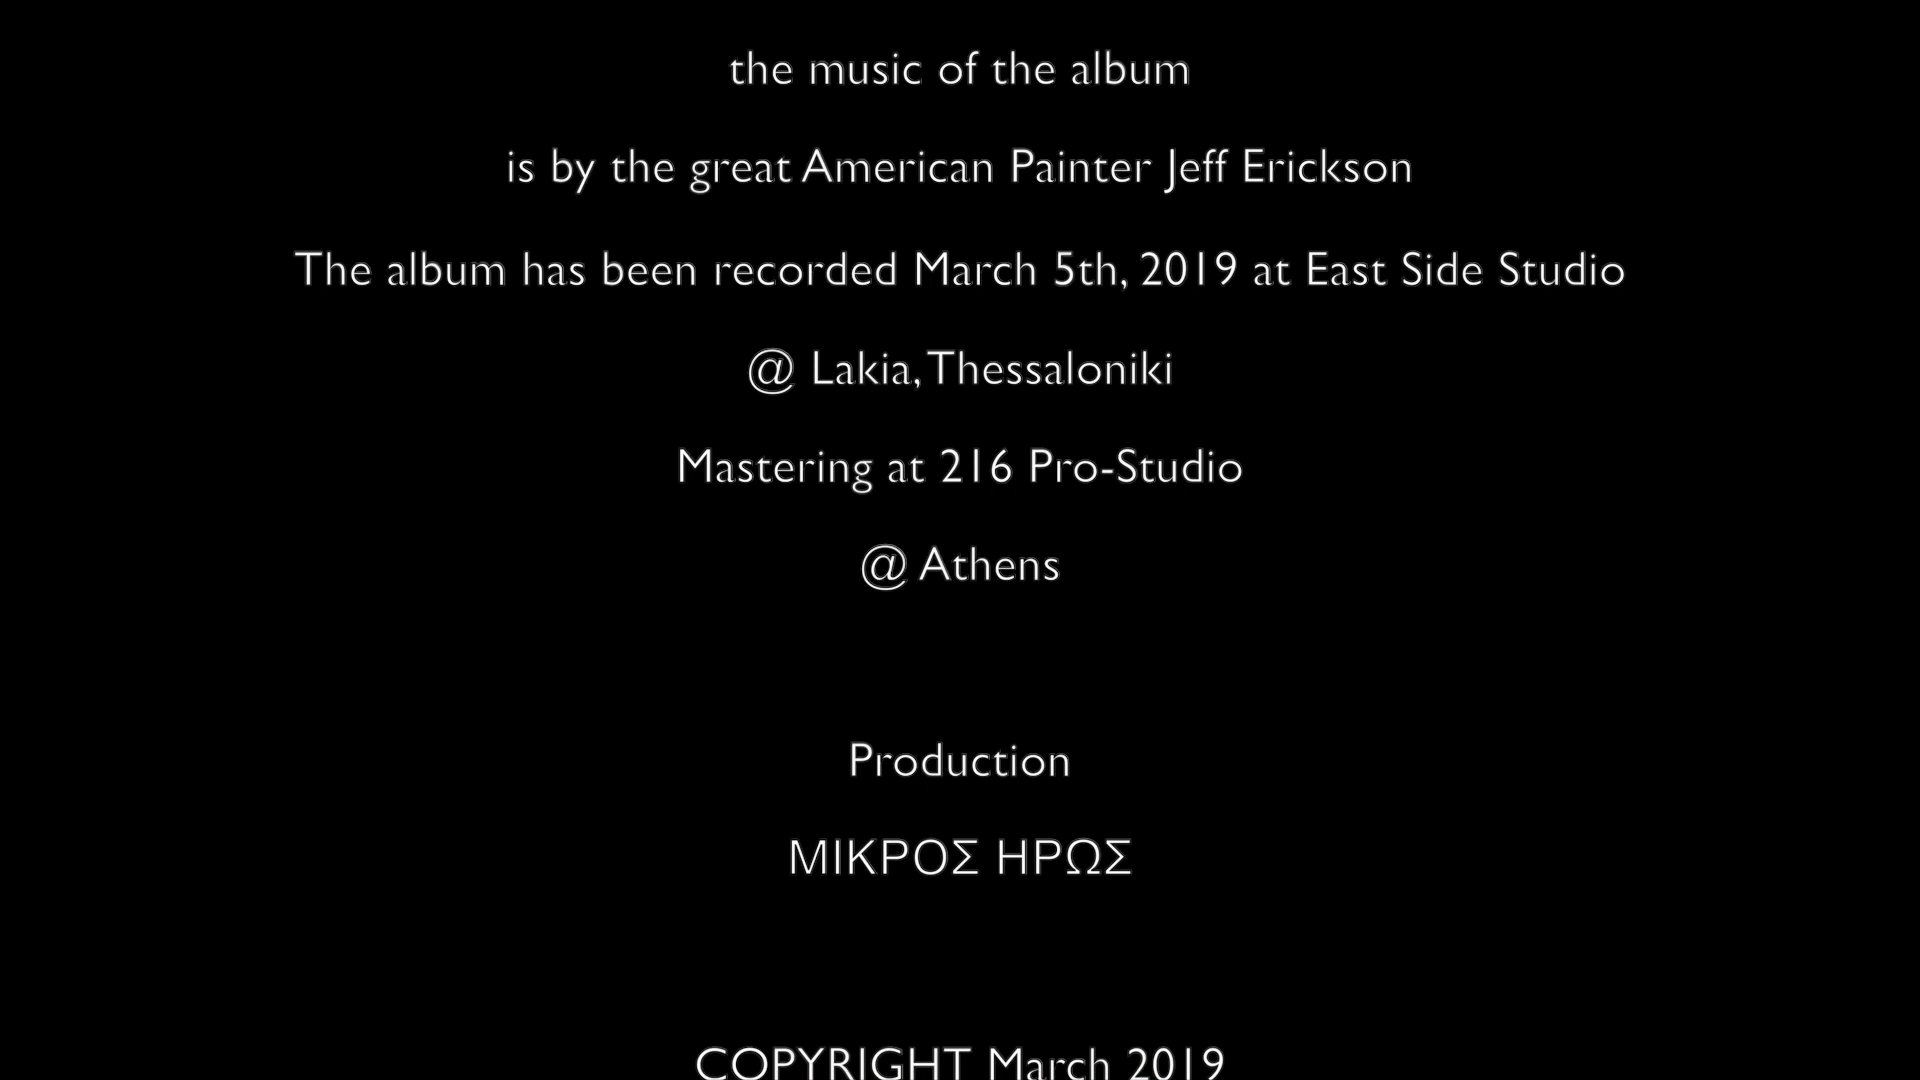 the music of the album
is by the great American Painter Jeff Erickson
The album has been recorded March 5th, 2019 at East Side Studio
@ Lakia, Thessaloniki
Mastering at 216 Pro-Studio
@ Athens
Production
ΜΙΚΡΟΣ ΗΡΩΣ
COPYRIGHT March 2019